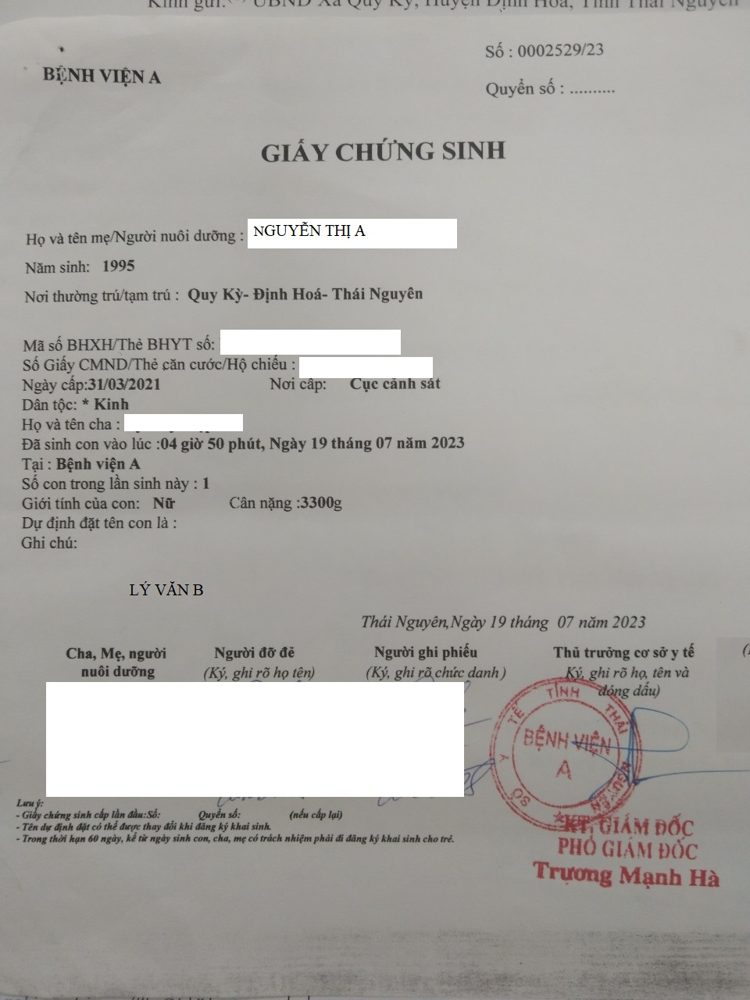 Kính gửi: UBND Xã Quy Kỳ, Huyện Định Hoá, Tỉnh Thái Nguyên
BỆNH VIỆN A
Số : 0002529/23
Quyển số : ..........
GIẤY CHỨNG SINH
Họ và tên mẹ/Người nuôi dưỡng : NGUYỄN THỊ A
Năm sinh: 1995
Nơi thường trú/tạm trú : Quy Kỳ- Định Hoá- Thái Nguyên
Mã số BHXH/Thẻ BHYT số:
Số Giấy CMND/Thẻ căn cước/Hộ chiếu :
Ngày cấp:31/03/2021 Nơi cấp: Cục cảnh sát
Dân tộc: * Kinh
Họ và tên cha :
Đã sinh con vào lúc :04 giờ 50 phút, Ngày 19 tháng 07 năm 2023
Tại : Bệnh viện A
Số con trong lần sinh này : 1
Giới tính của con: Nữ Cân nặng :3300g
Dự định đặt tên con là :
Ghi chú:
LÝ VĂN B
Thái Nguyên,Ngày 19 tháng 07 năm 2023
Cha, Mẹ, người nuôi dưỡng
Người đỡ đẻ
(Ký, ghi rõ họ tên)
Người ghi phiếu
(Ký, ghi rõ chức danh )
Thủ trưởng cơ sở y tế
Ký, ghi rõ họ, tên và
đóng dấu)
SỞ Y TẾ TỈNH THÁI NGUYÊN
BỆNH VIỆN
A
KT. GIÁM ĐỐC
PHÓ GIÁM ĐỐC
Trương Mạnh Hà
Lưu ý:
- Giấy chứng sinh cấp lần đầu:Số: Quyển số: (nếu cấp lại)
- Tên dự định đặt có thể được thay đổi khi đăng ký khai sinh.
- Trong thời hạn 60 ngày, kể từ ngày sinh con, cha, mẹ có trách nhiệm phải đi đăng ký khai sinh cho trẻ.